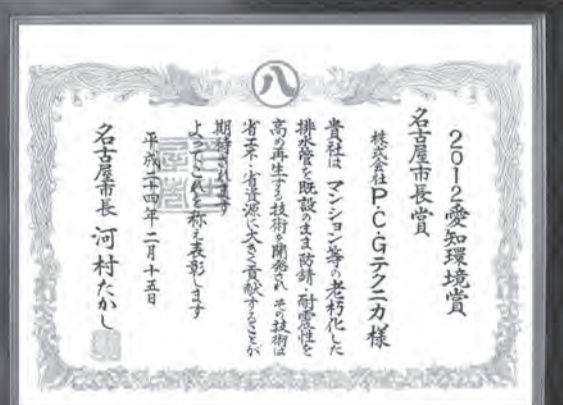 八
2012愛知環境賞
名古屋市長賞
株式会社P・C・Gテクニカ様
貴社は マンション等の老朽化した
排水管を既設のまま防錆・耐震性を
高め再生する技術を開発され その技術は
省エネ・省資源に大きく貢献することが
期待されます
よってこれを称え表彰します
平成二十四年二月十五日
名古屋市長 河村たかし